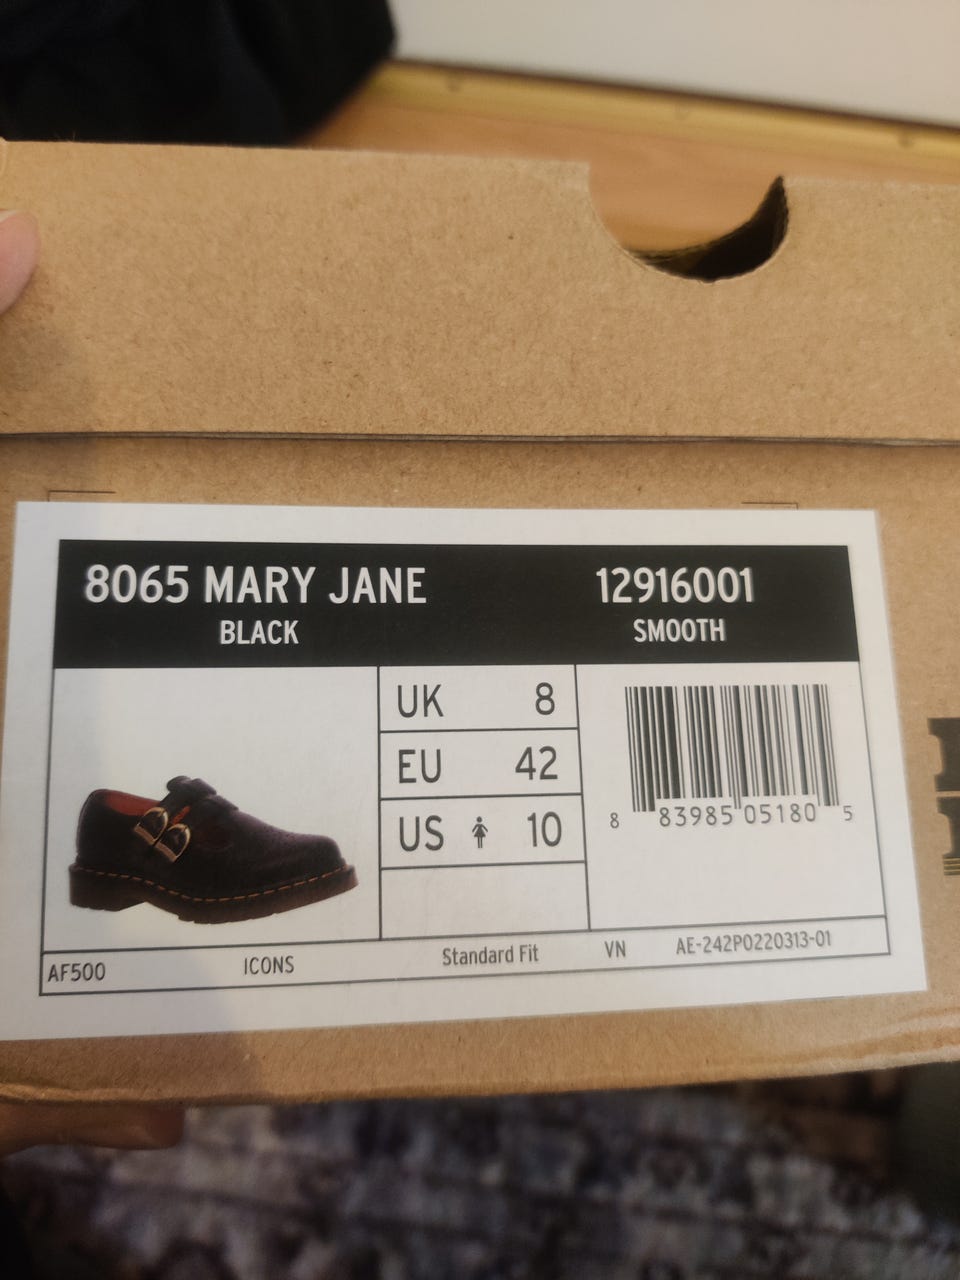 8065 MARY JANE
BLACK
12916001
SMOOTH
UK 8
EU 42
US 10
8 83985 05180 5
AF500 ICONS Standard Fit VN AE-242P0220313-01